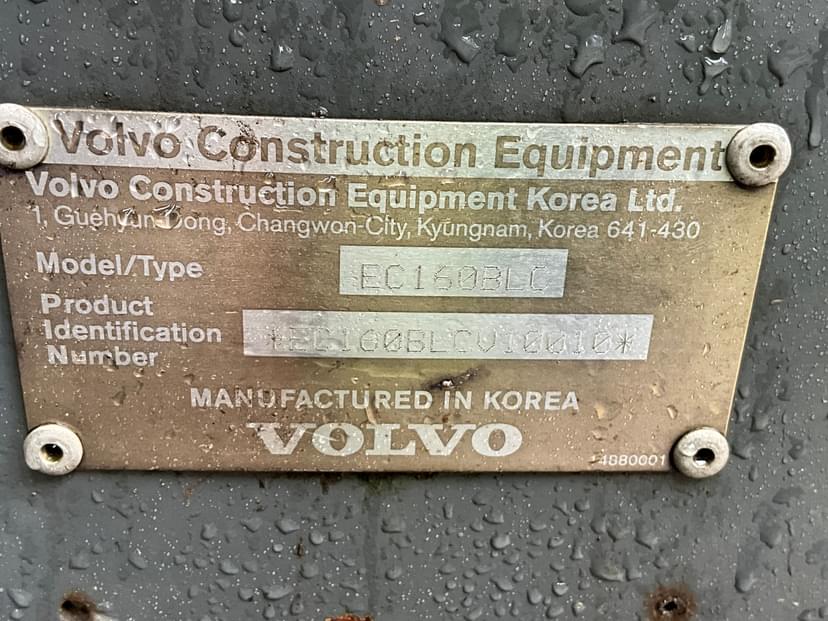 Volvo Construction Equipment
Volvo Construction Equipment Korea Ltd.
1, Guehyun-Dong, Changwon-City, Kyungnam, Korea 641-430
Model/Type EC160BLC
Product
Identification
Number
*EC160BLCV10010*
MANUFACTURED IN KOREA
VOLVO
4880001